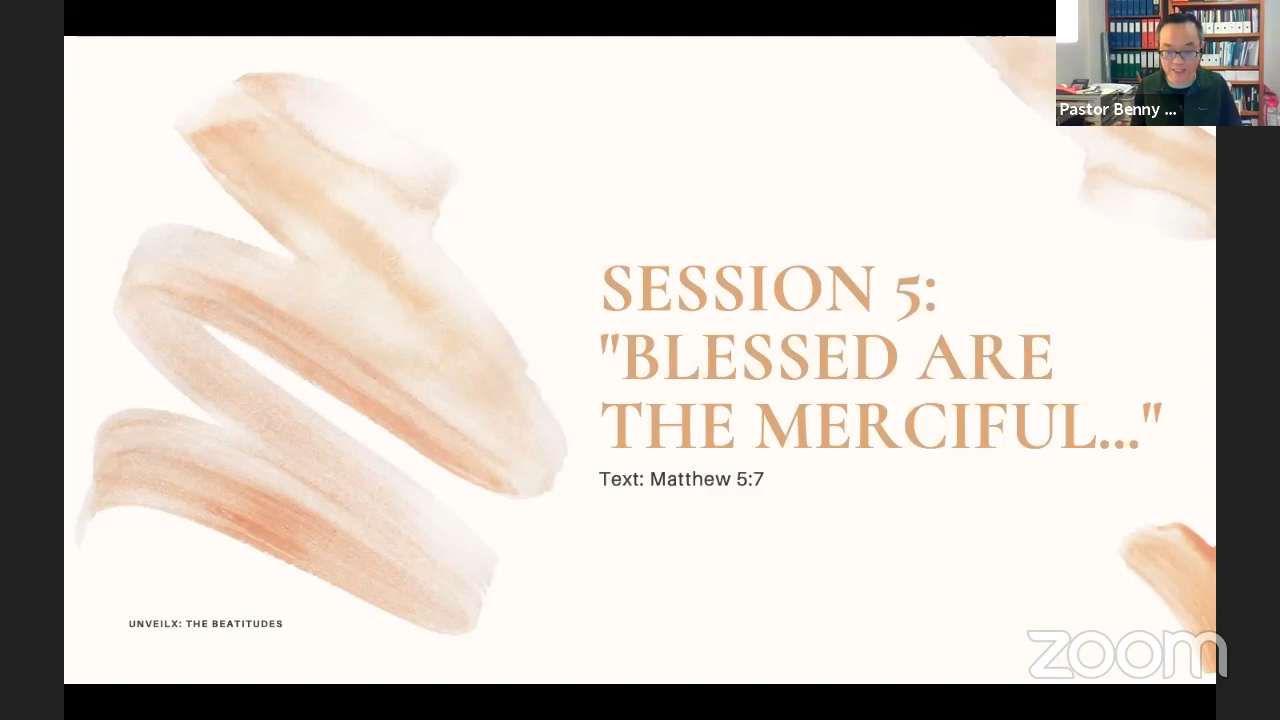 Pastor Benny ...
SESSION 5:
"BLESSED ARE
THE MERCIFUL..."
Text: Matthew 5:7
UNVEILX: THE BEATITUDES
zoom